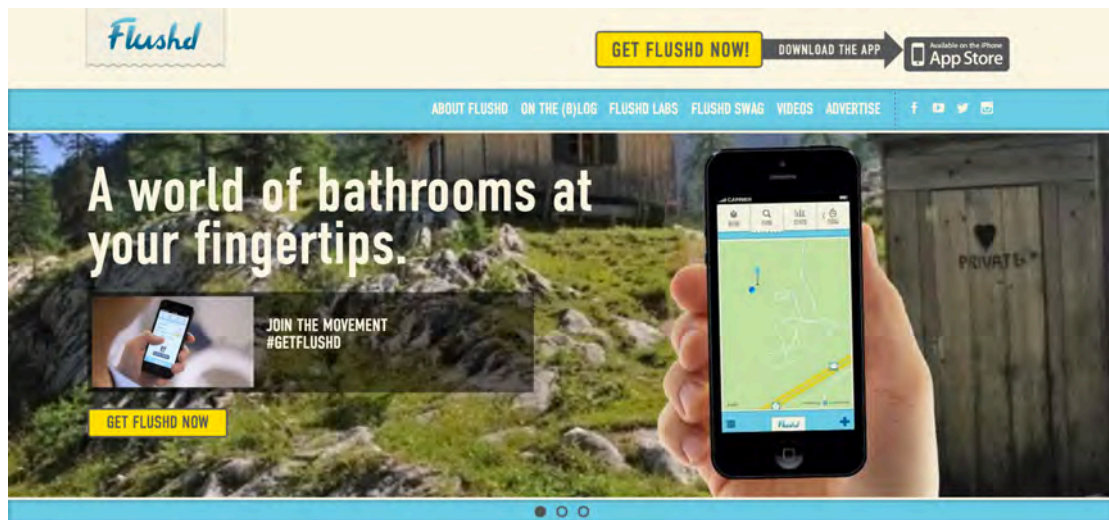 Flushd
GET FLUSHD NOW!
DOWNLOAD THE APP
Available on the iPhone
App Store
ABOUT FLUSHD ON THE (B)LOG FLUSHD LABS FLUSHD SWAG VIDEOS ADVERTISE
A world of bathrooms at
your fingertips.
JOIN THE MOVEMENT
#GETFLUSHD
GET FLUSHD NOW
CARRIER
Flushd
PRIVATE